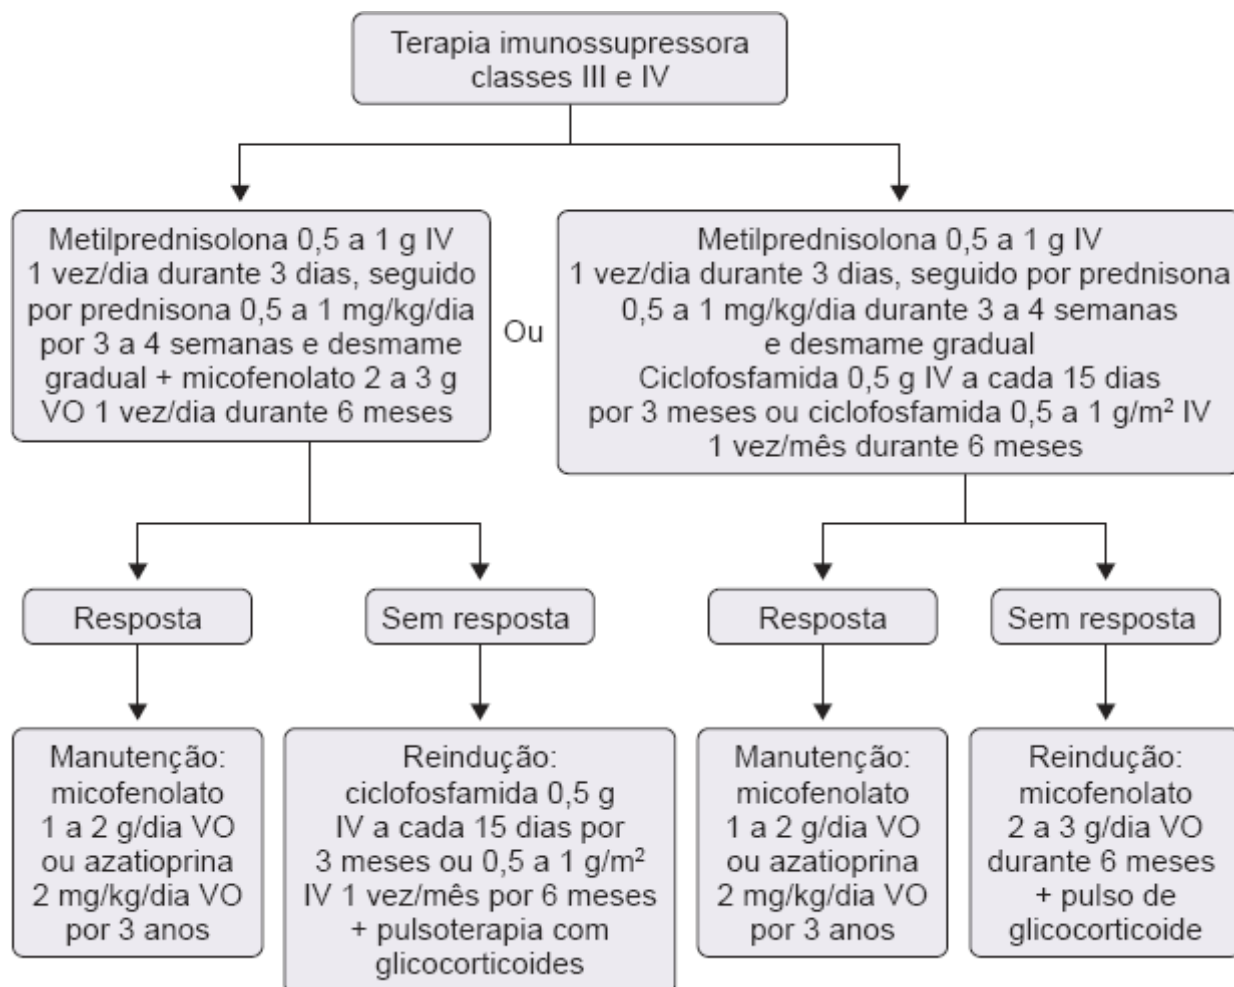 Terapia imunossupressora
classes III e IV
Metilprednisolona 0,5 a 1 g IV
1 vez/dia durante 3 dias, seguido
por prednisona 0,5 a 1 mg/kg/dia
por 3 a 4 semanas e desmame
gradual + micofenolato 2 a 3 g
VO 1 vez/dia durante 6 meses
Ou
Metilprednisolona 0,5 a 1 g IV
1 vez/dia durante 3 dias, seguido por prednisona
0,5 a 1 mg/kg/dia durante 3 a 4 semanas
e desmame gradual
Ciclofosfamida 0,5 g IV a cada 15 dias
por 3 meses ou ciclofosfamida 0,5 a 1 g/m² IV
1 vez/mês durante 6 meses
Resposta
Sem resposta
Resposta
Sem resposta
Manutenção:
micofenolato
1 a 2 g/dia VO
ou azatioprina
2 mg/kg/dia VO
por 3 anos
Reindução:
ciclofosfamida 0,5 g
IV a cada 15 dias por
3 meses ou 0,5 a 1 g/m²
IV 1 vez/mês por 6 meses
+ pulsoterapia com
glicocorticoides
Manutenção:
micofenolato
1 a 2 g/dia VO
ou azatioprina
2 mg/kg/dia VO
por 3 anos
Reindução:
micofenolato
2 a 3 g/dia VO
durante 6 meses
+ pulso de
glicocorticoide